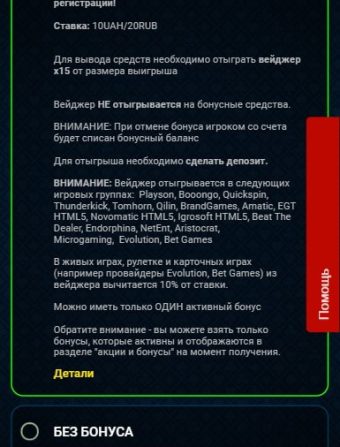 регистрации!
Ставка: 10UAH/20RUB
Для вывода средств необходимо отыграть вейджер
x15 от размера выигрыша
Вейджер НЕ отыгрывается на бонусные средства.
ВНИМАНИЕ: При отмене бонуса игроком со счета
будет списан бонусный баланс
Для отыгрыша необходимо сделать депозит.
ВНИМАНИЕ: Вейджер отыгрывается в следующих
игровых группах:  Playson, Booongo, Quickspin,
Thunderkick, Tomhorn, Qilin, BrandGames, Amatic, EGT
HTML5, Novomatic HTML5, Igrosoft HTML5, Beat The
Dealer, Endorphina, NetEnt, Aristocrat,
Microgaming,  Evolution, Bet Games
В живых играх, рулетке и карточных играх
(например провайдеры Evolution, Bet Games) из
вейджера вычитается 10% от ставки.
Можно иметь только ОДИН активный бонус
Обратите внимание - вы можете взять только
бонусы, которые активны и отображаются в
разделе "акции и бонусы" на момент получения.
Детали
БЕЗ БОНУСА
Помощь